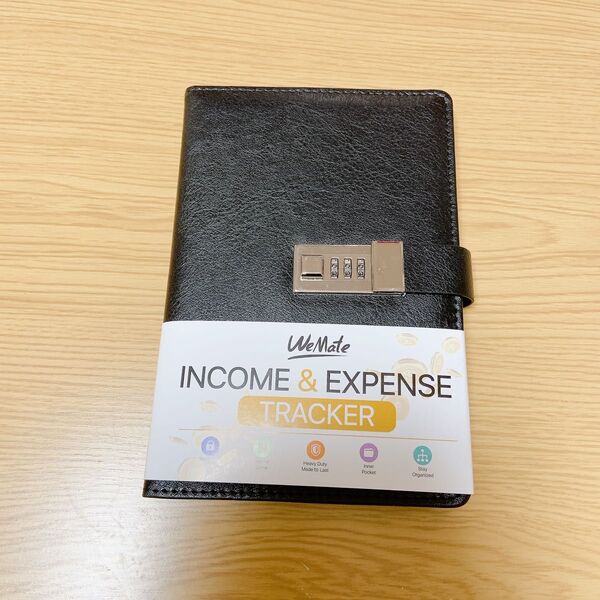 WeMate
INCOME & EXPENSE
TRACKER
Heavy Duty
Made to Last
Inner
Pocket
Stay
Organized